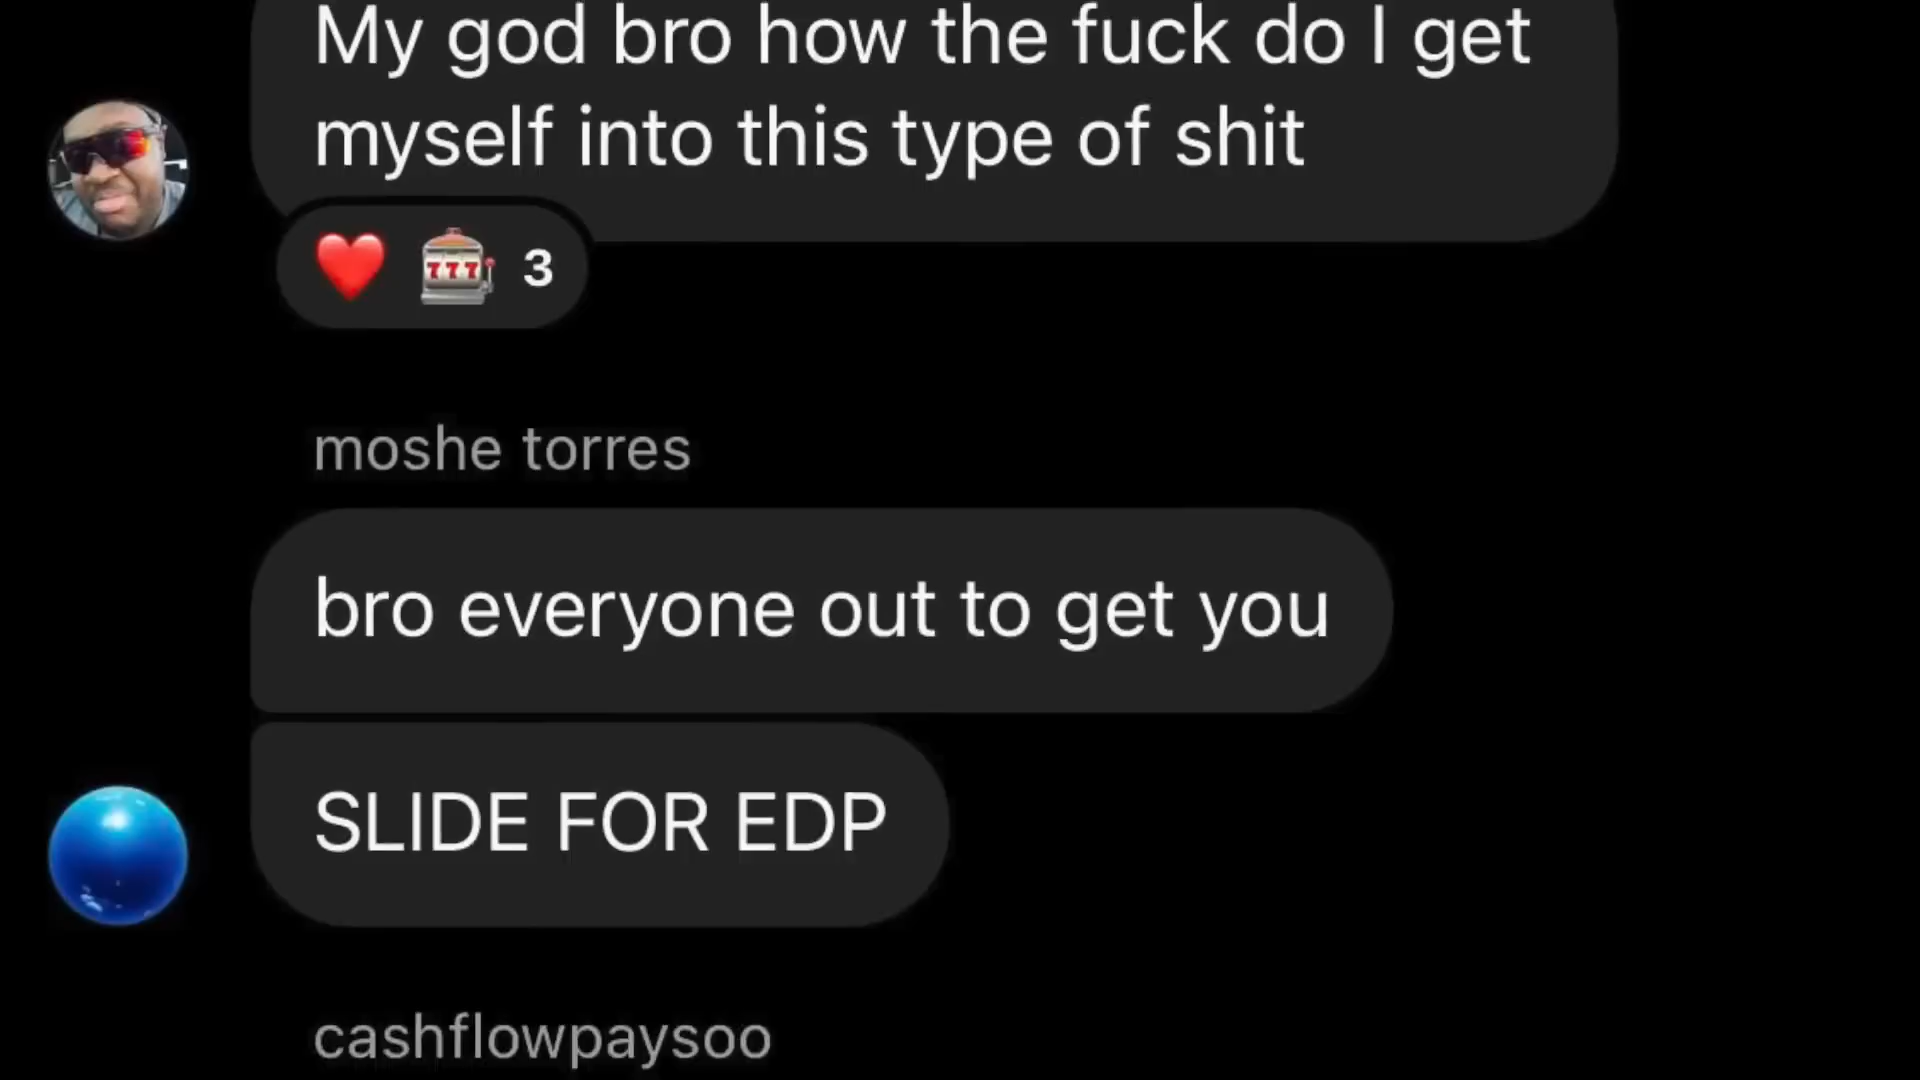 My god bro how the fuck do I get
myself into this type of shit
❤️ 🎰 3
moshe torres
bro everyone out to get you
SLIDE FOR EDP
cashflowpaysoo